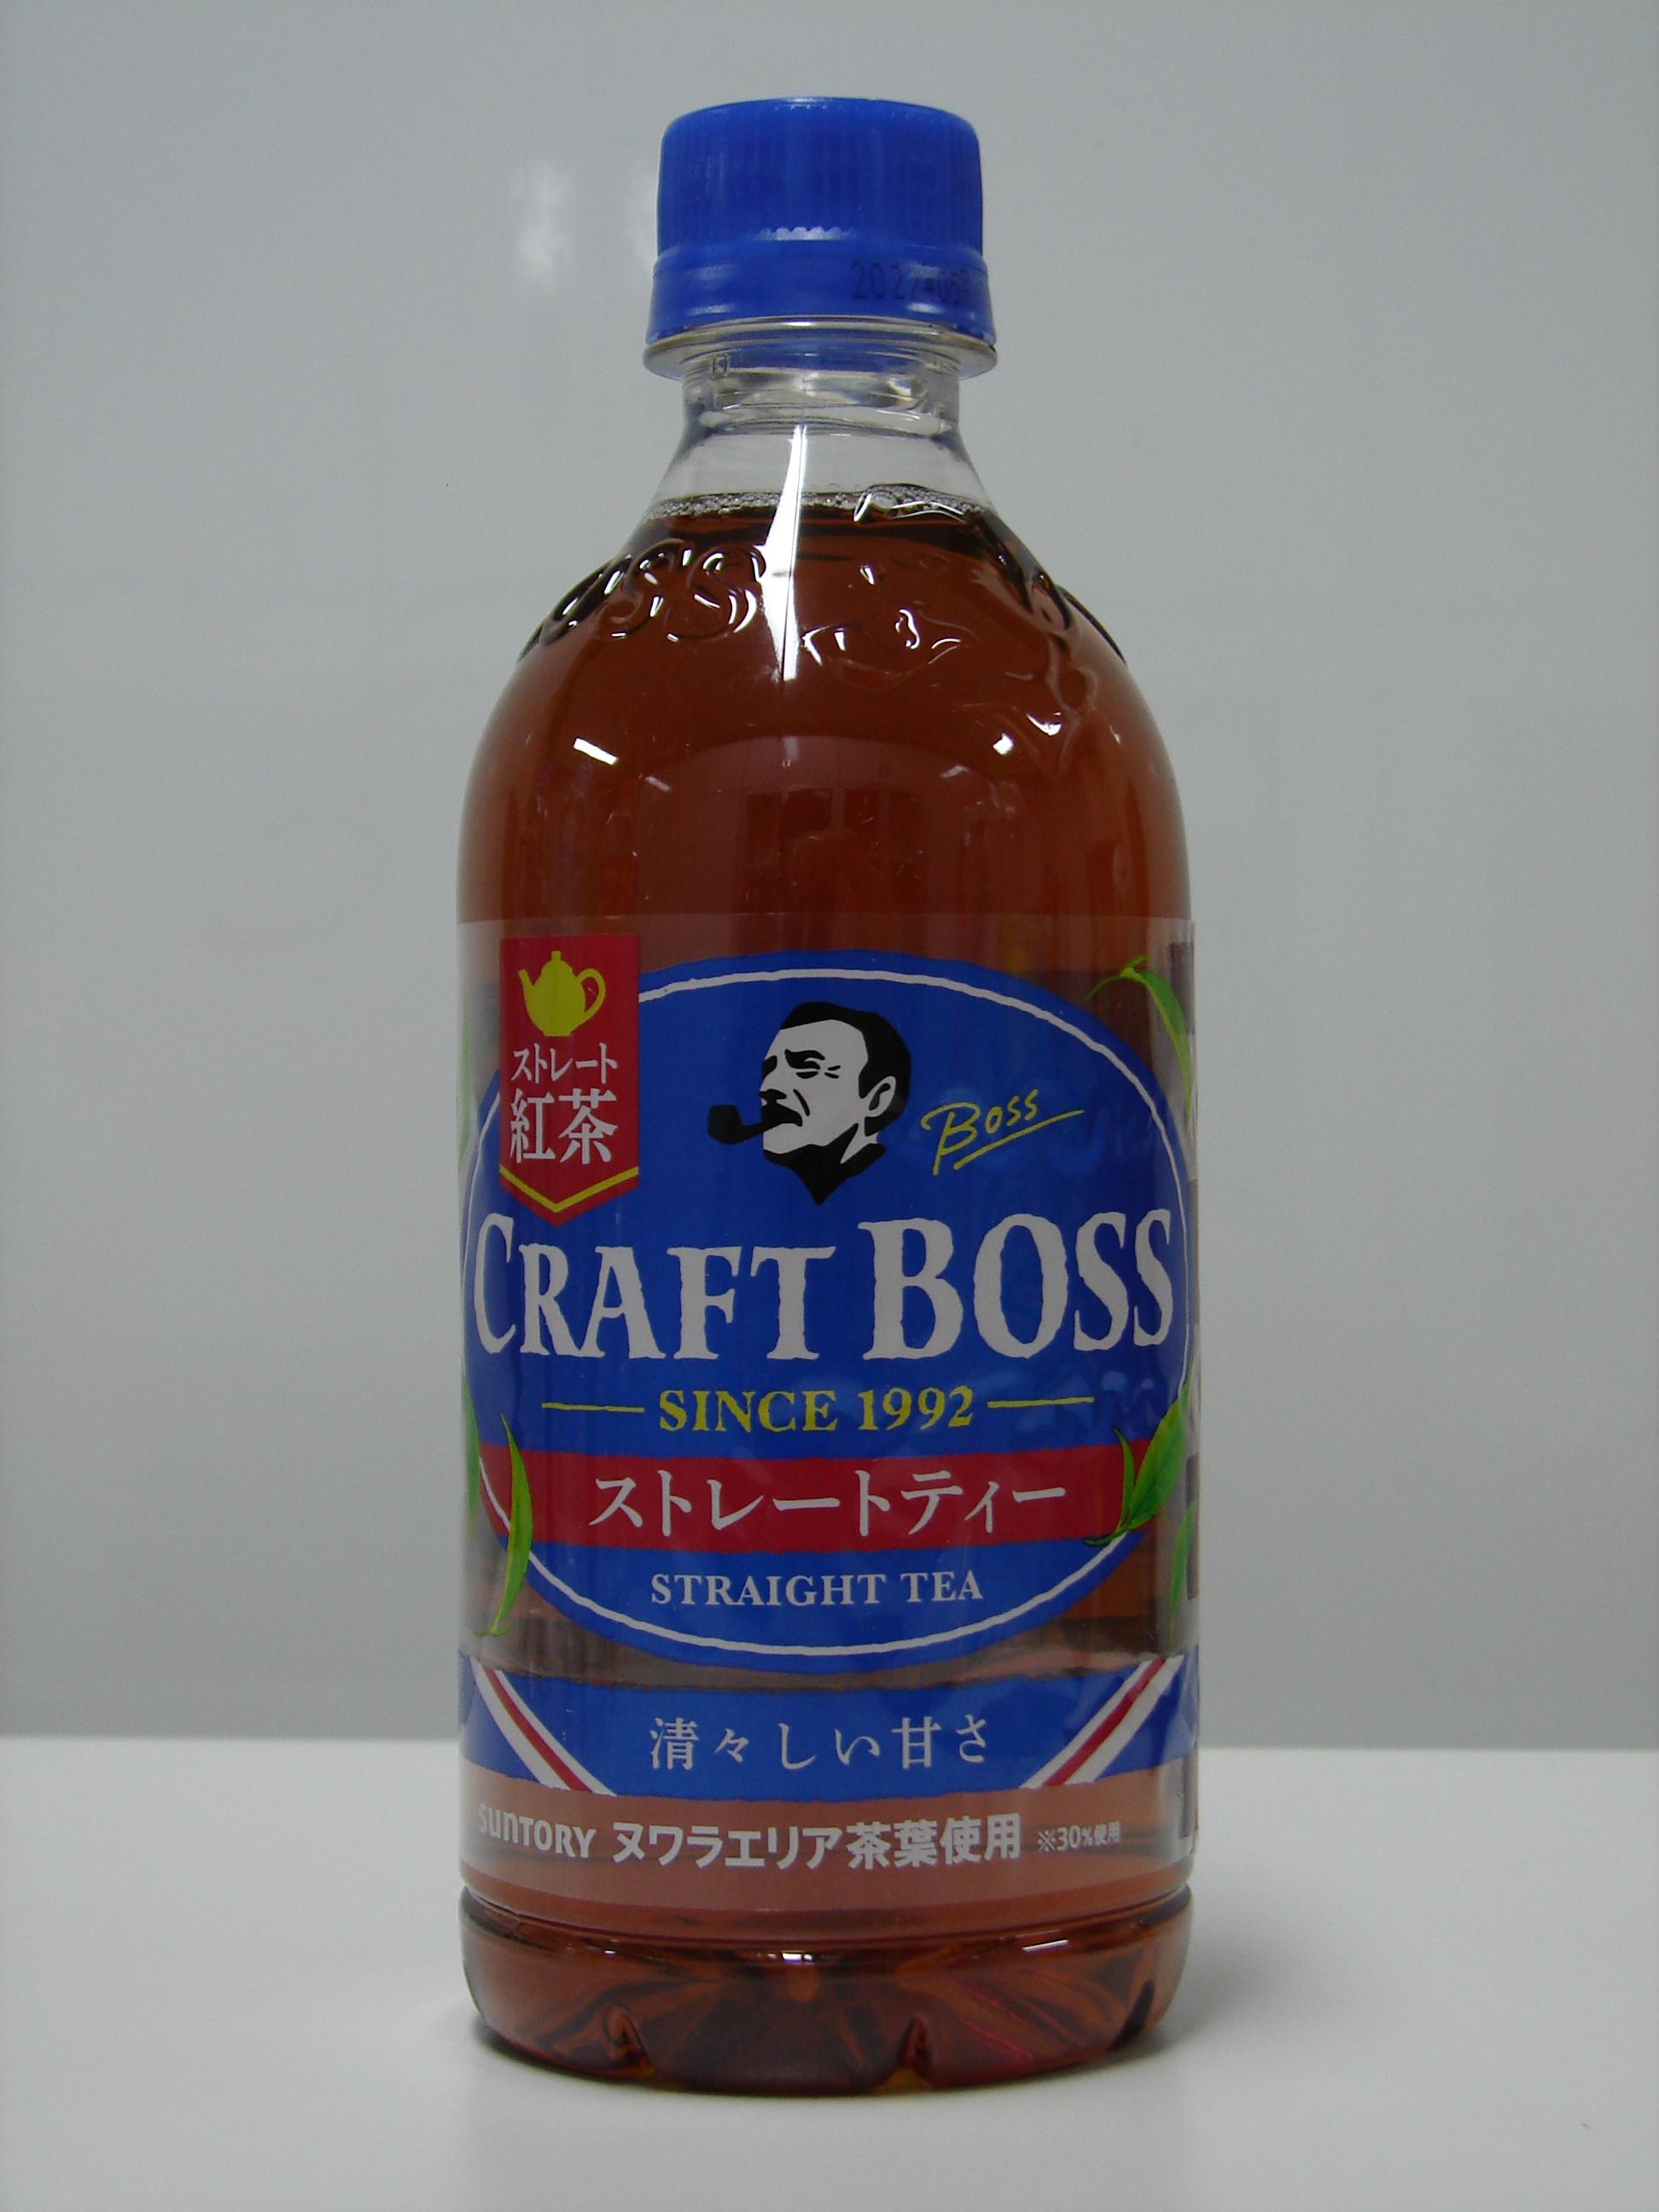 ストレート
紅茶
Boss
CRAFT BOSS
SINCE 1992
ストレートティー
STRAIGHT TEA
清々しい甘さ
SUNTORY ヌワラエリア茶葉使用 ※30%使用